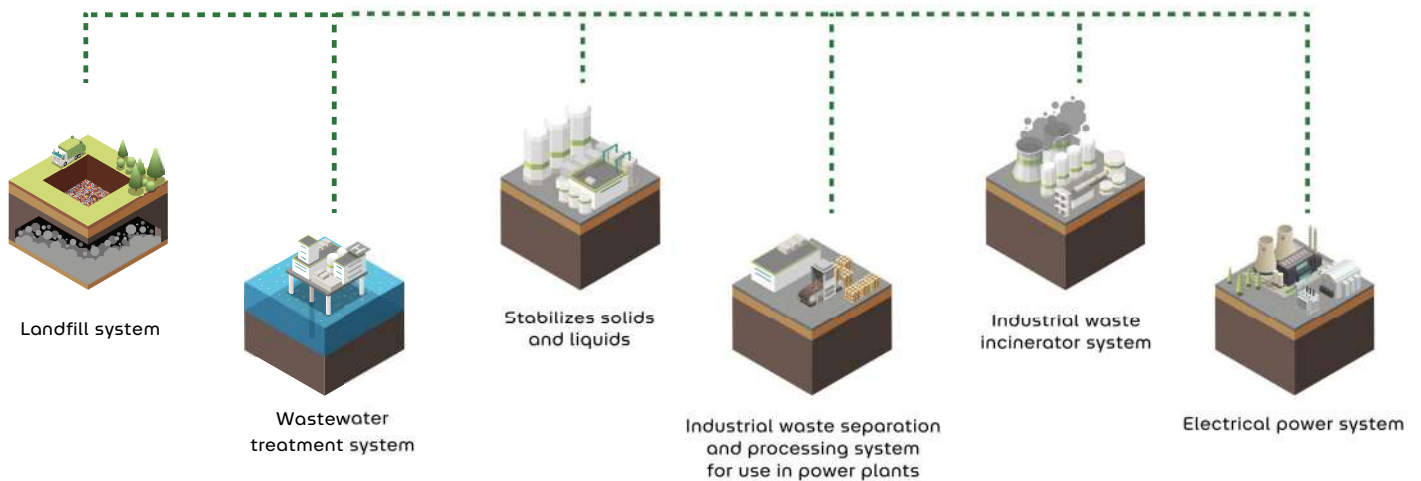 Landfill system
Wastewater
treatment system
Stabilizes solids
and liquids
Industrial waste separation
and processing system
for use in power plants
Industrial waste
incinerator system
Electrical power system